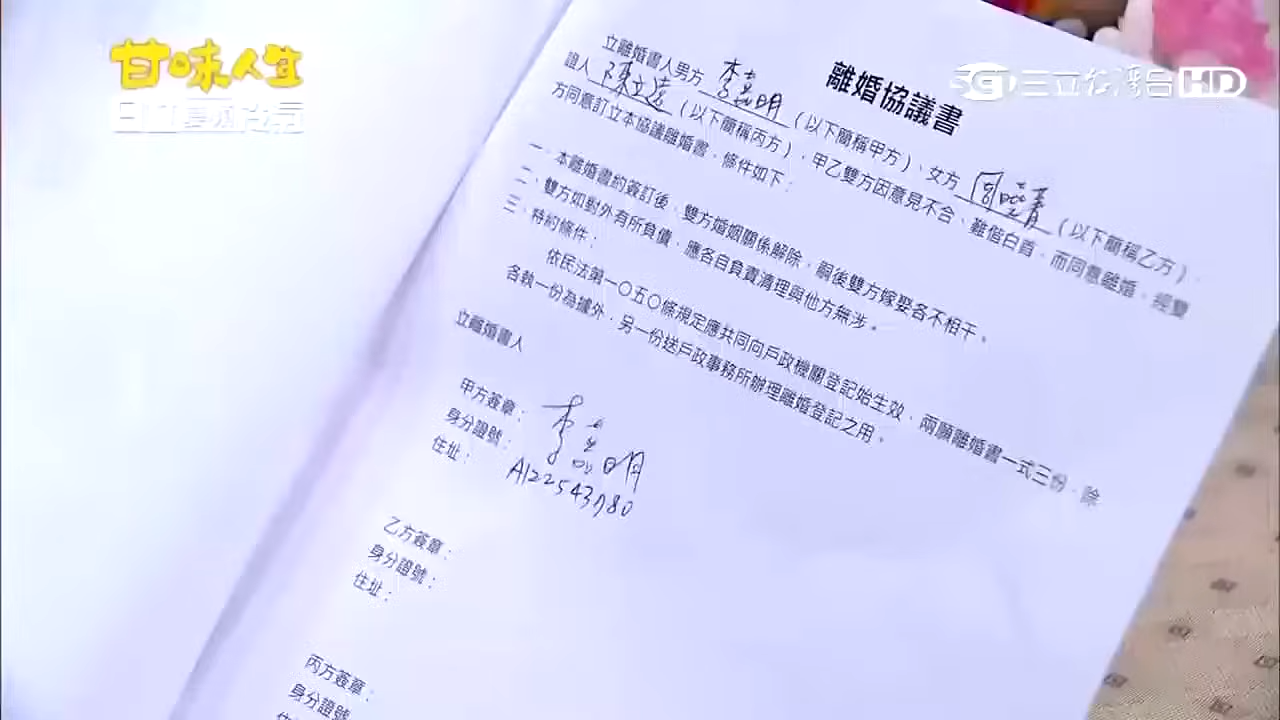 甘味人生
三立台灣台HD
離婚協議書
立離婚書人男方 李嘉明 (以下簡稱甲方)、女方 周曉青 (以下簡稱乙方),
證人 陳立遠 (以下簡稱丙方),甲乙雙方因意見不合、難偕白首,而同意離婚,經雙
方同意訂立本協議離婚書,條件如下:
一、本離婚書約簽訂後,雙方婚姻關係解除,嗣後雙方嫁娶各不相干。
二、雙方如對外有所負債,應各自負責清理與他方無涉。
三、特約條件:
依民法第一〇五〇條規定應共同向戶政機關登記始生效,兩願離婚書一式三份,除
各執一份為據外,另一份送戶政事務所辦理離婚登記之用。
立離婚書人
甲方簽章: 李嘉明
身分證號: A122543780
住址:
乙方簽章:
身分證號:
住址:
丙方簽章:
身分證號